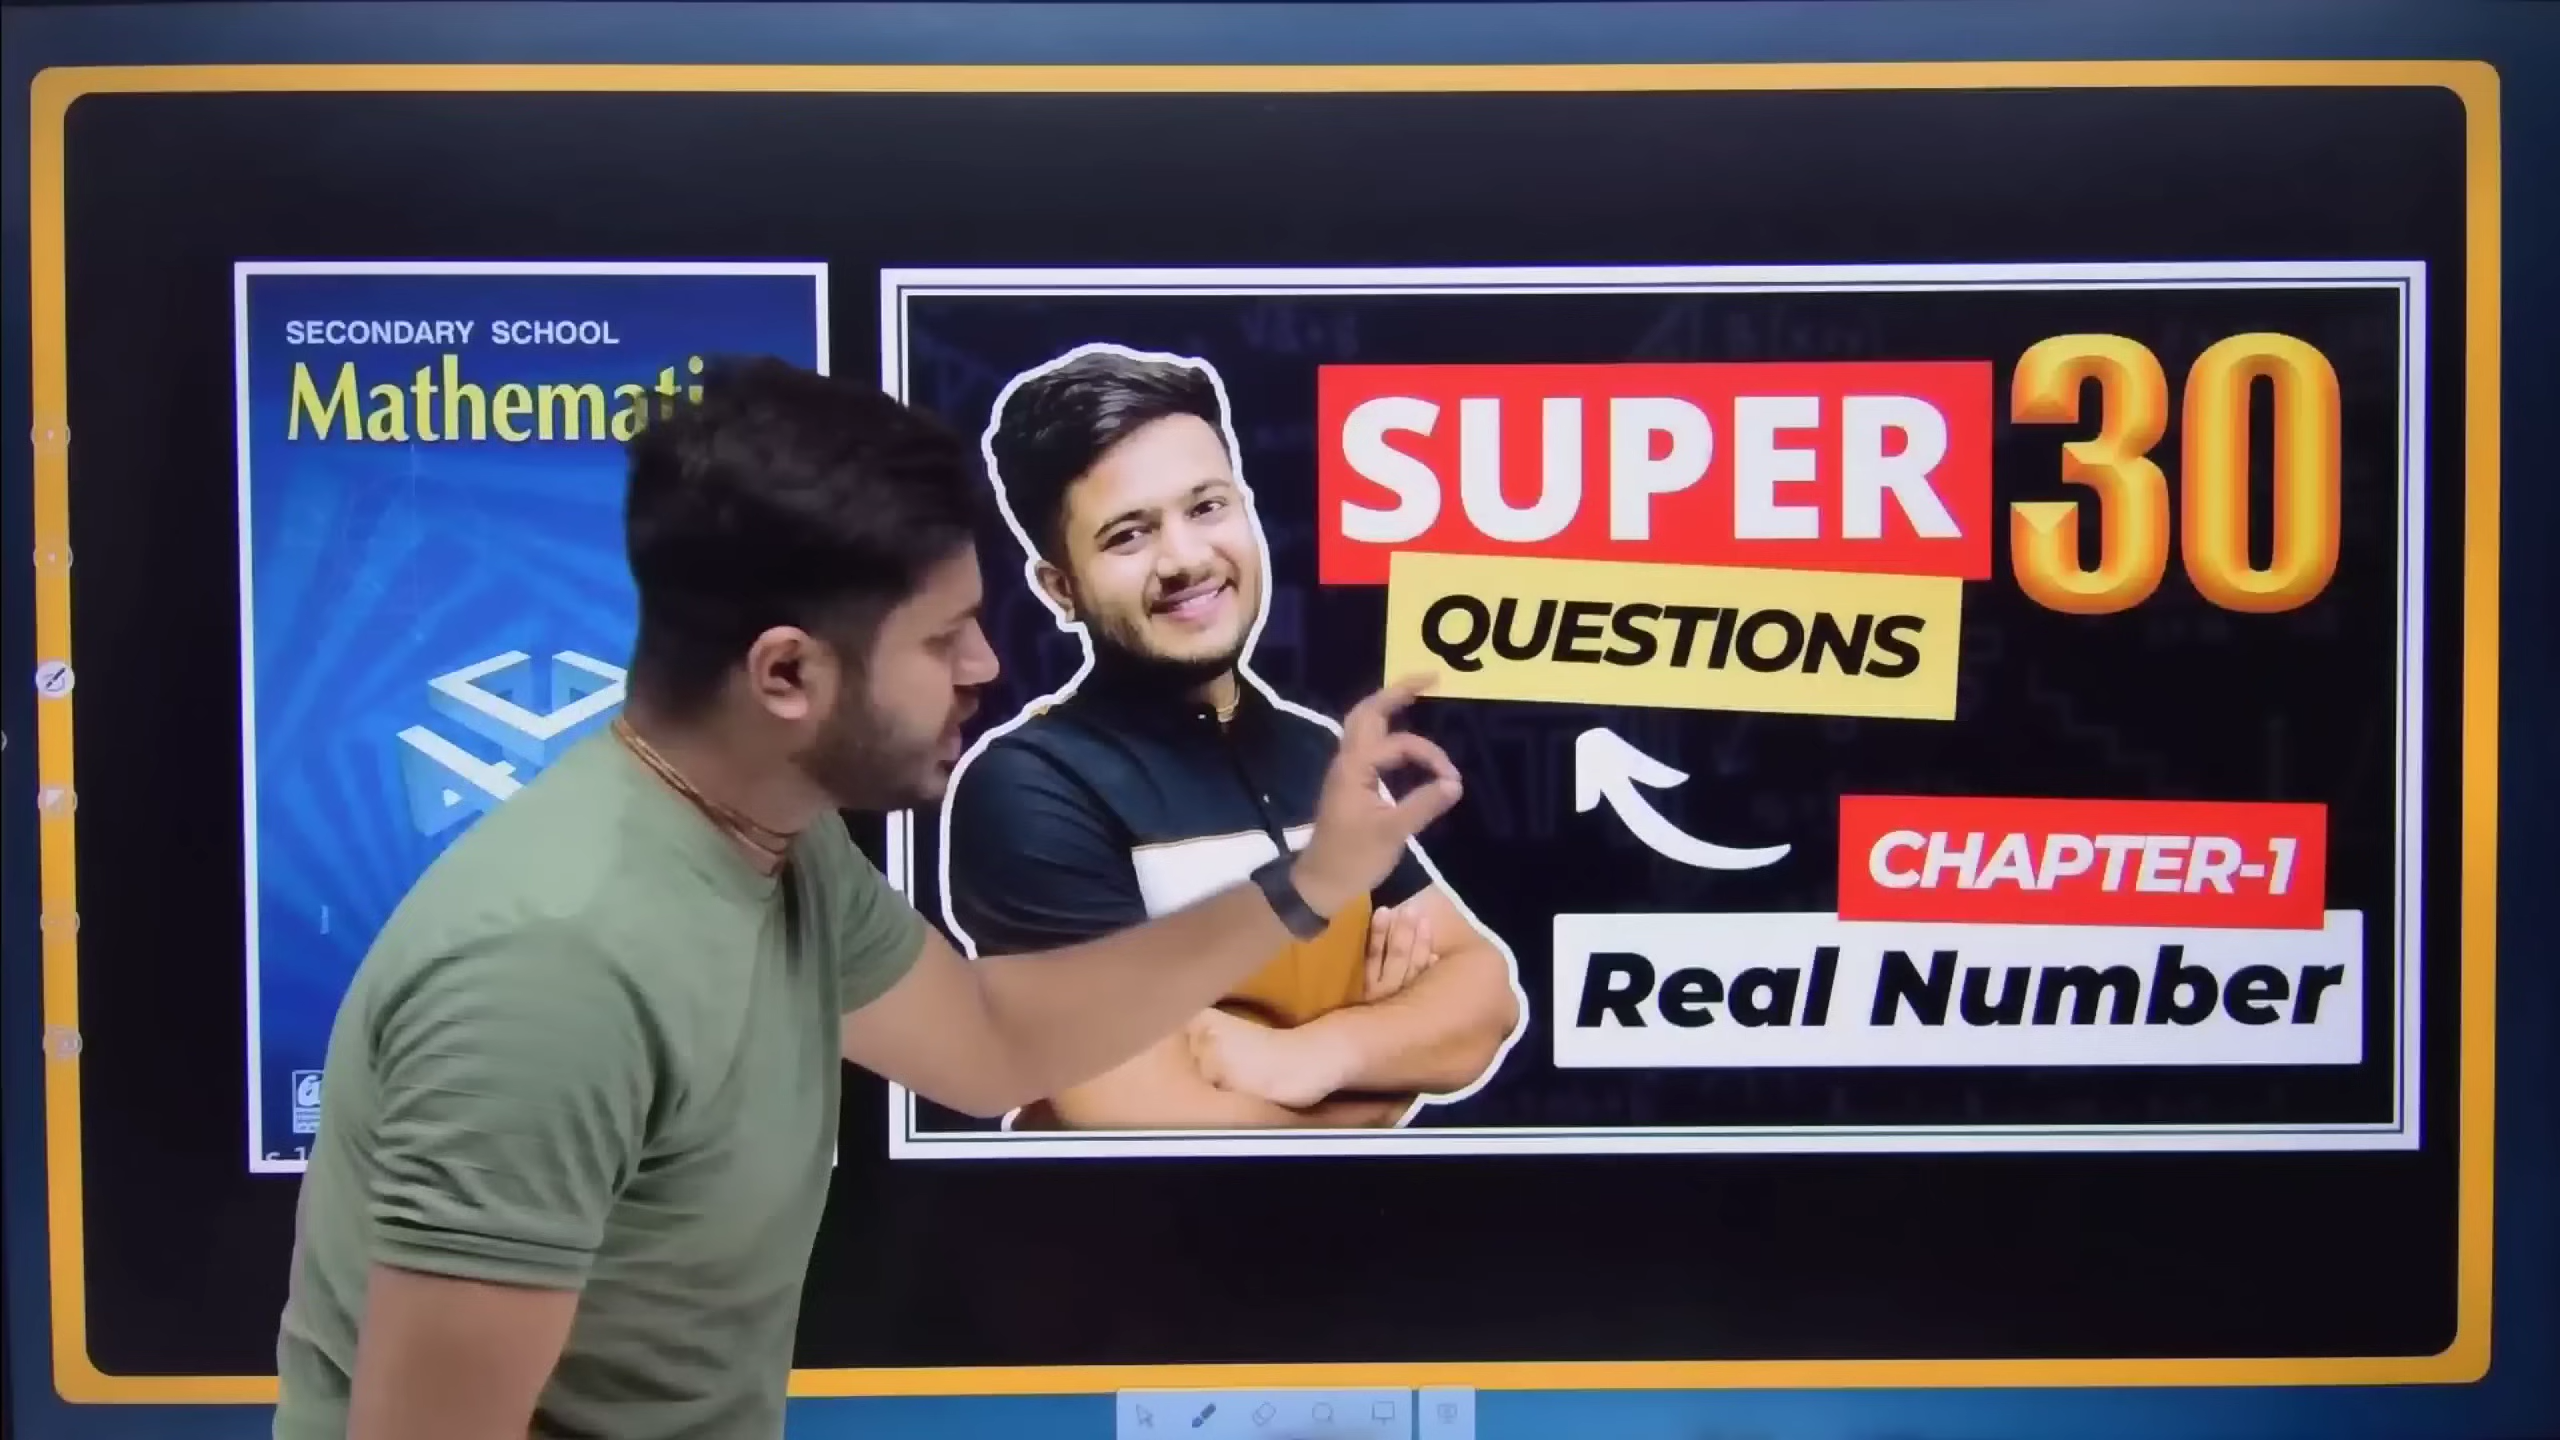 SECONDARY SCHOOL
Mathemati
SUPER 30
QUESTIONS
CHAPTER-1
Real Number